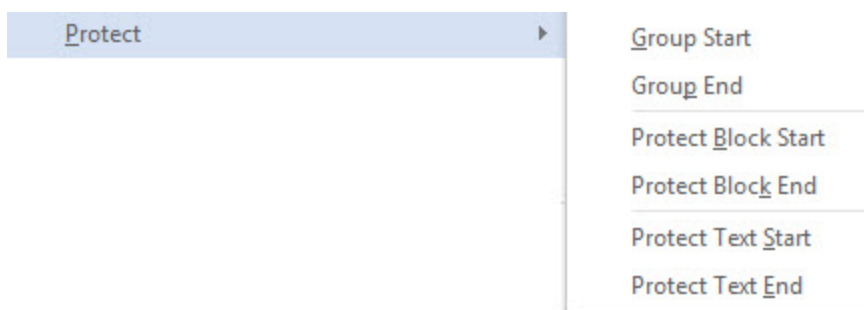 Protect
Group Start
Group End
Protect Block Start
Protect Block End
Protect Text Start
Protect Text End